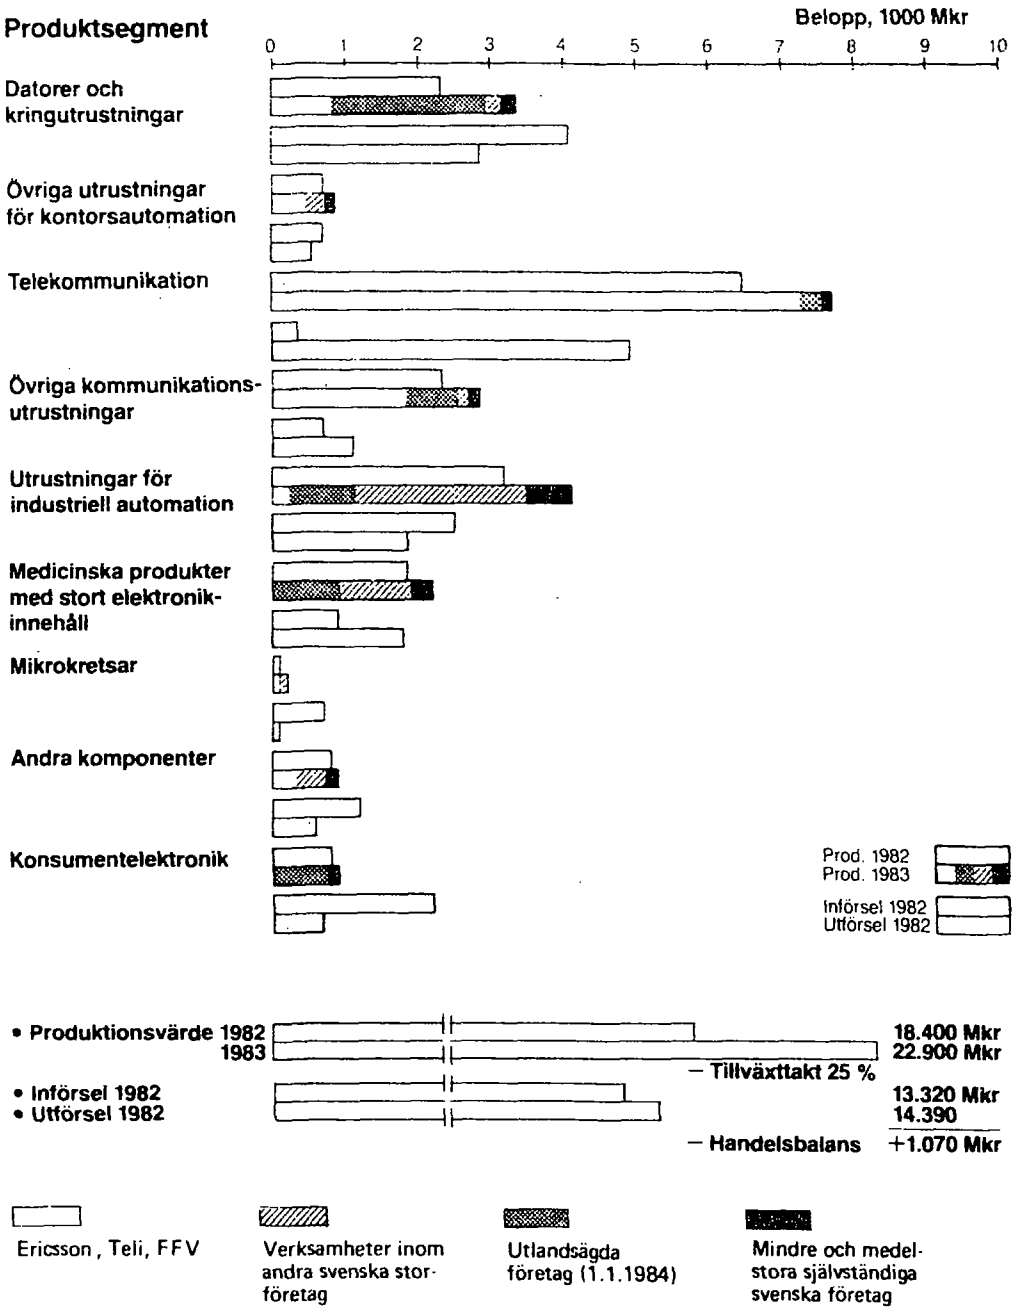 Produktsegment
Belopp, 1000 Mkr
0 1 2 3 4 5 6 7 8 9 10
Datorer och
kringutrustningar
Övriga utrustningar
för kontorsautomation
Telekommunikation
Övriga kommunikations-
utrustningar
Utrustningar för
industriell automation
Medicinska produkter
med stort elektronik-
innehåll
Mikrokretsar
Andra komponenter
Konsumentelektronik
Prod. 1982
Prod. 1983
Införsel 1982
Utförsel 1982
• Produktionsvärde 1982 18.400 Mkr
1983 22.900 Mkr
— Tillväxttakt 25 %
• Införsel 1982 13.320 Mkr
• Utförsel 1982 14.390
— Handelsbalans +1.070 Mkr
Ericsson, Teli, FFV
Verksamheter inom
andra svenska stor-
företag
Utlandsägda
företag (1.1.1984)
Mindre och medel-
stora självständiga
svenska företag